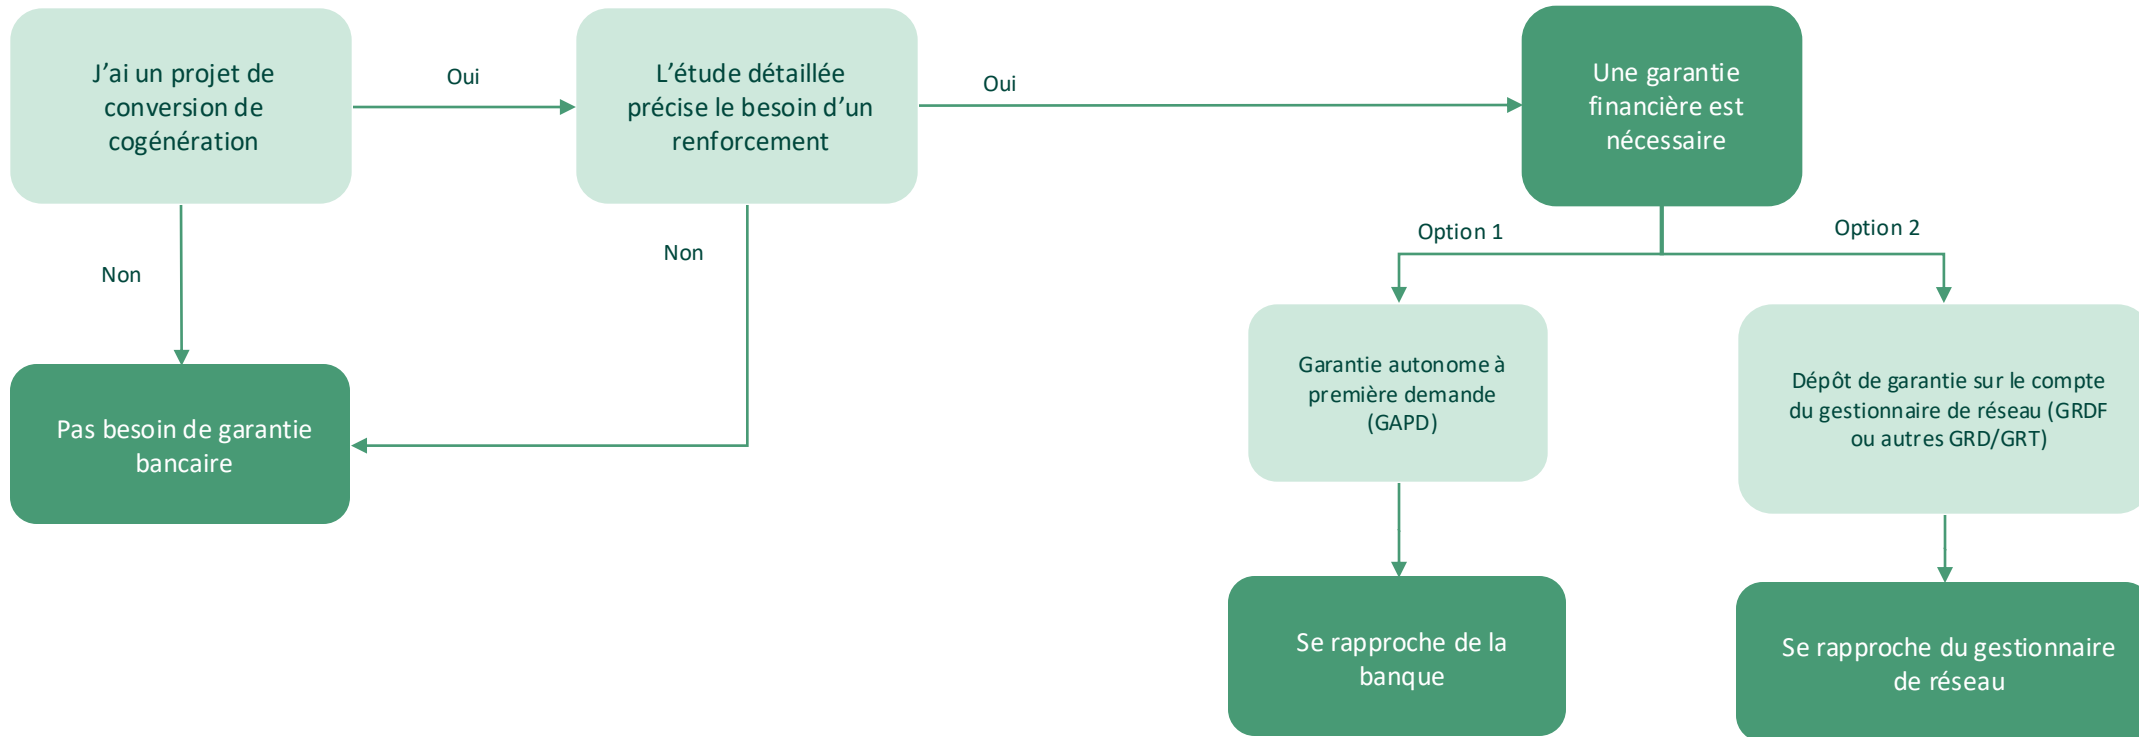 J'ai un projet de
conversion de
cogénération
Oui
L'étude détaillée
précise le besoin d'un
renforcement
Oui
Une garantie
financière est
nécessaire
Non
Non
Option 1
Option 2
Pas besoin de garantie
bancaire
Garantie autonome à
première demande
(GAPD)
Dépôt de garantie sur le compte
du gestionnaire de réseau (GRDF
ou autres GRD/GRT)
Se rapproche de la
banque
Se rapproche du gestionnaire
de réseau